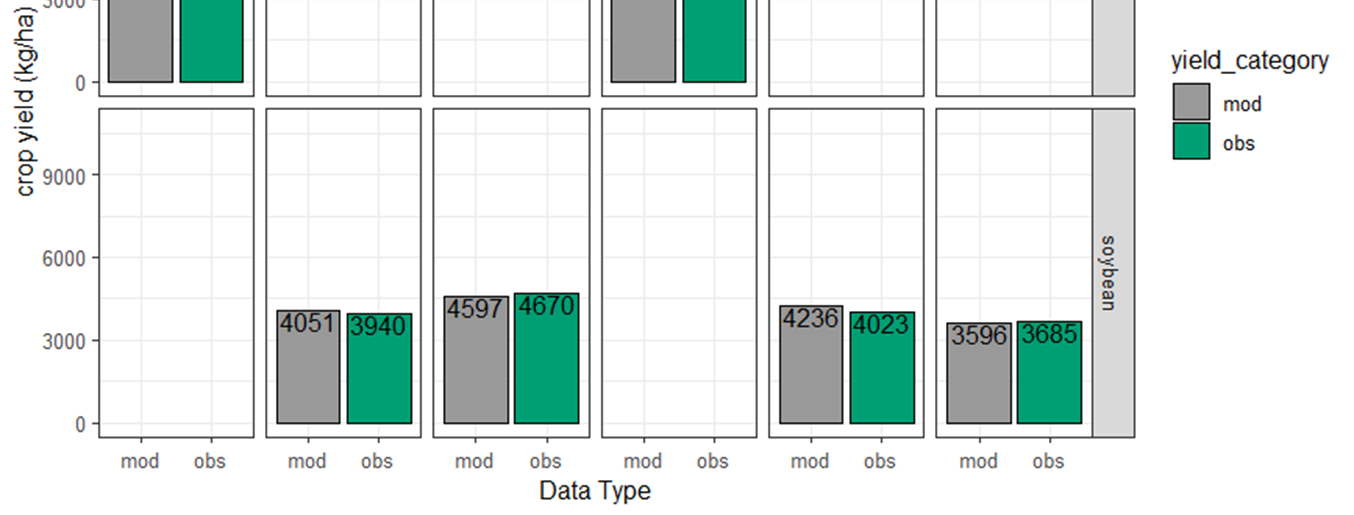 3000
0
crop yield (kg/ha)
9000
6000
3000
0
4051
3940
4597
4670
4236
4023
3596
3685
soybean
mod obs mod obs mod obs mod obs mod obs mod obs
Data Type
yield_category
mod
obs